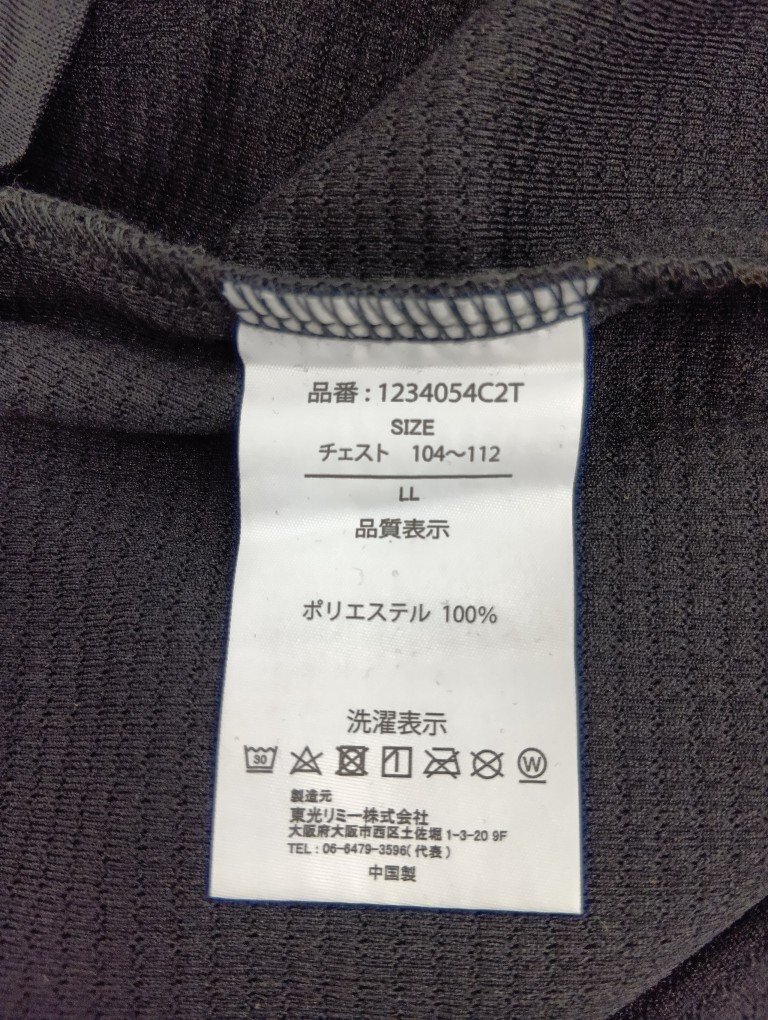 品番 : 1234054C2T
SIZE
チェスト 104〜112
LL
品質表示
ポリエステル 100%
洗濯表示
30
W
製造元
東光リミー株式会社
大阪府大阪市西区土佐堀 1-3-20 9F
TEL : 06-6479-3596( 代表 )
中国製